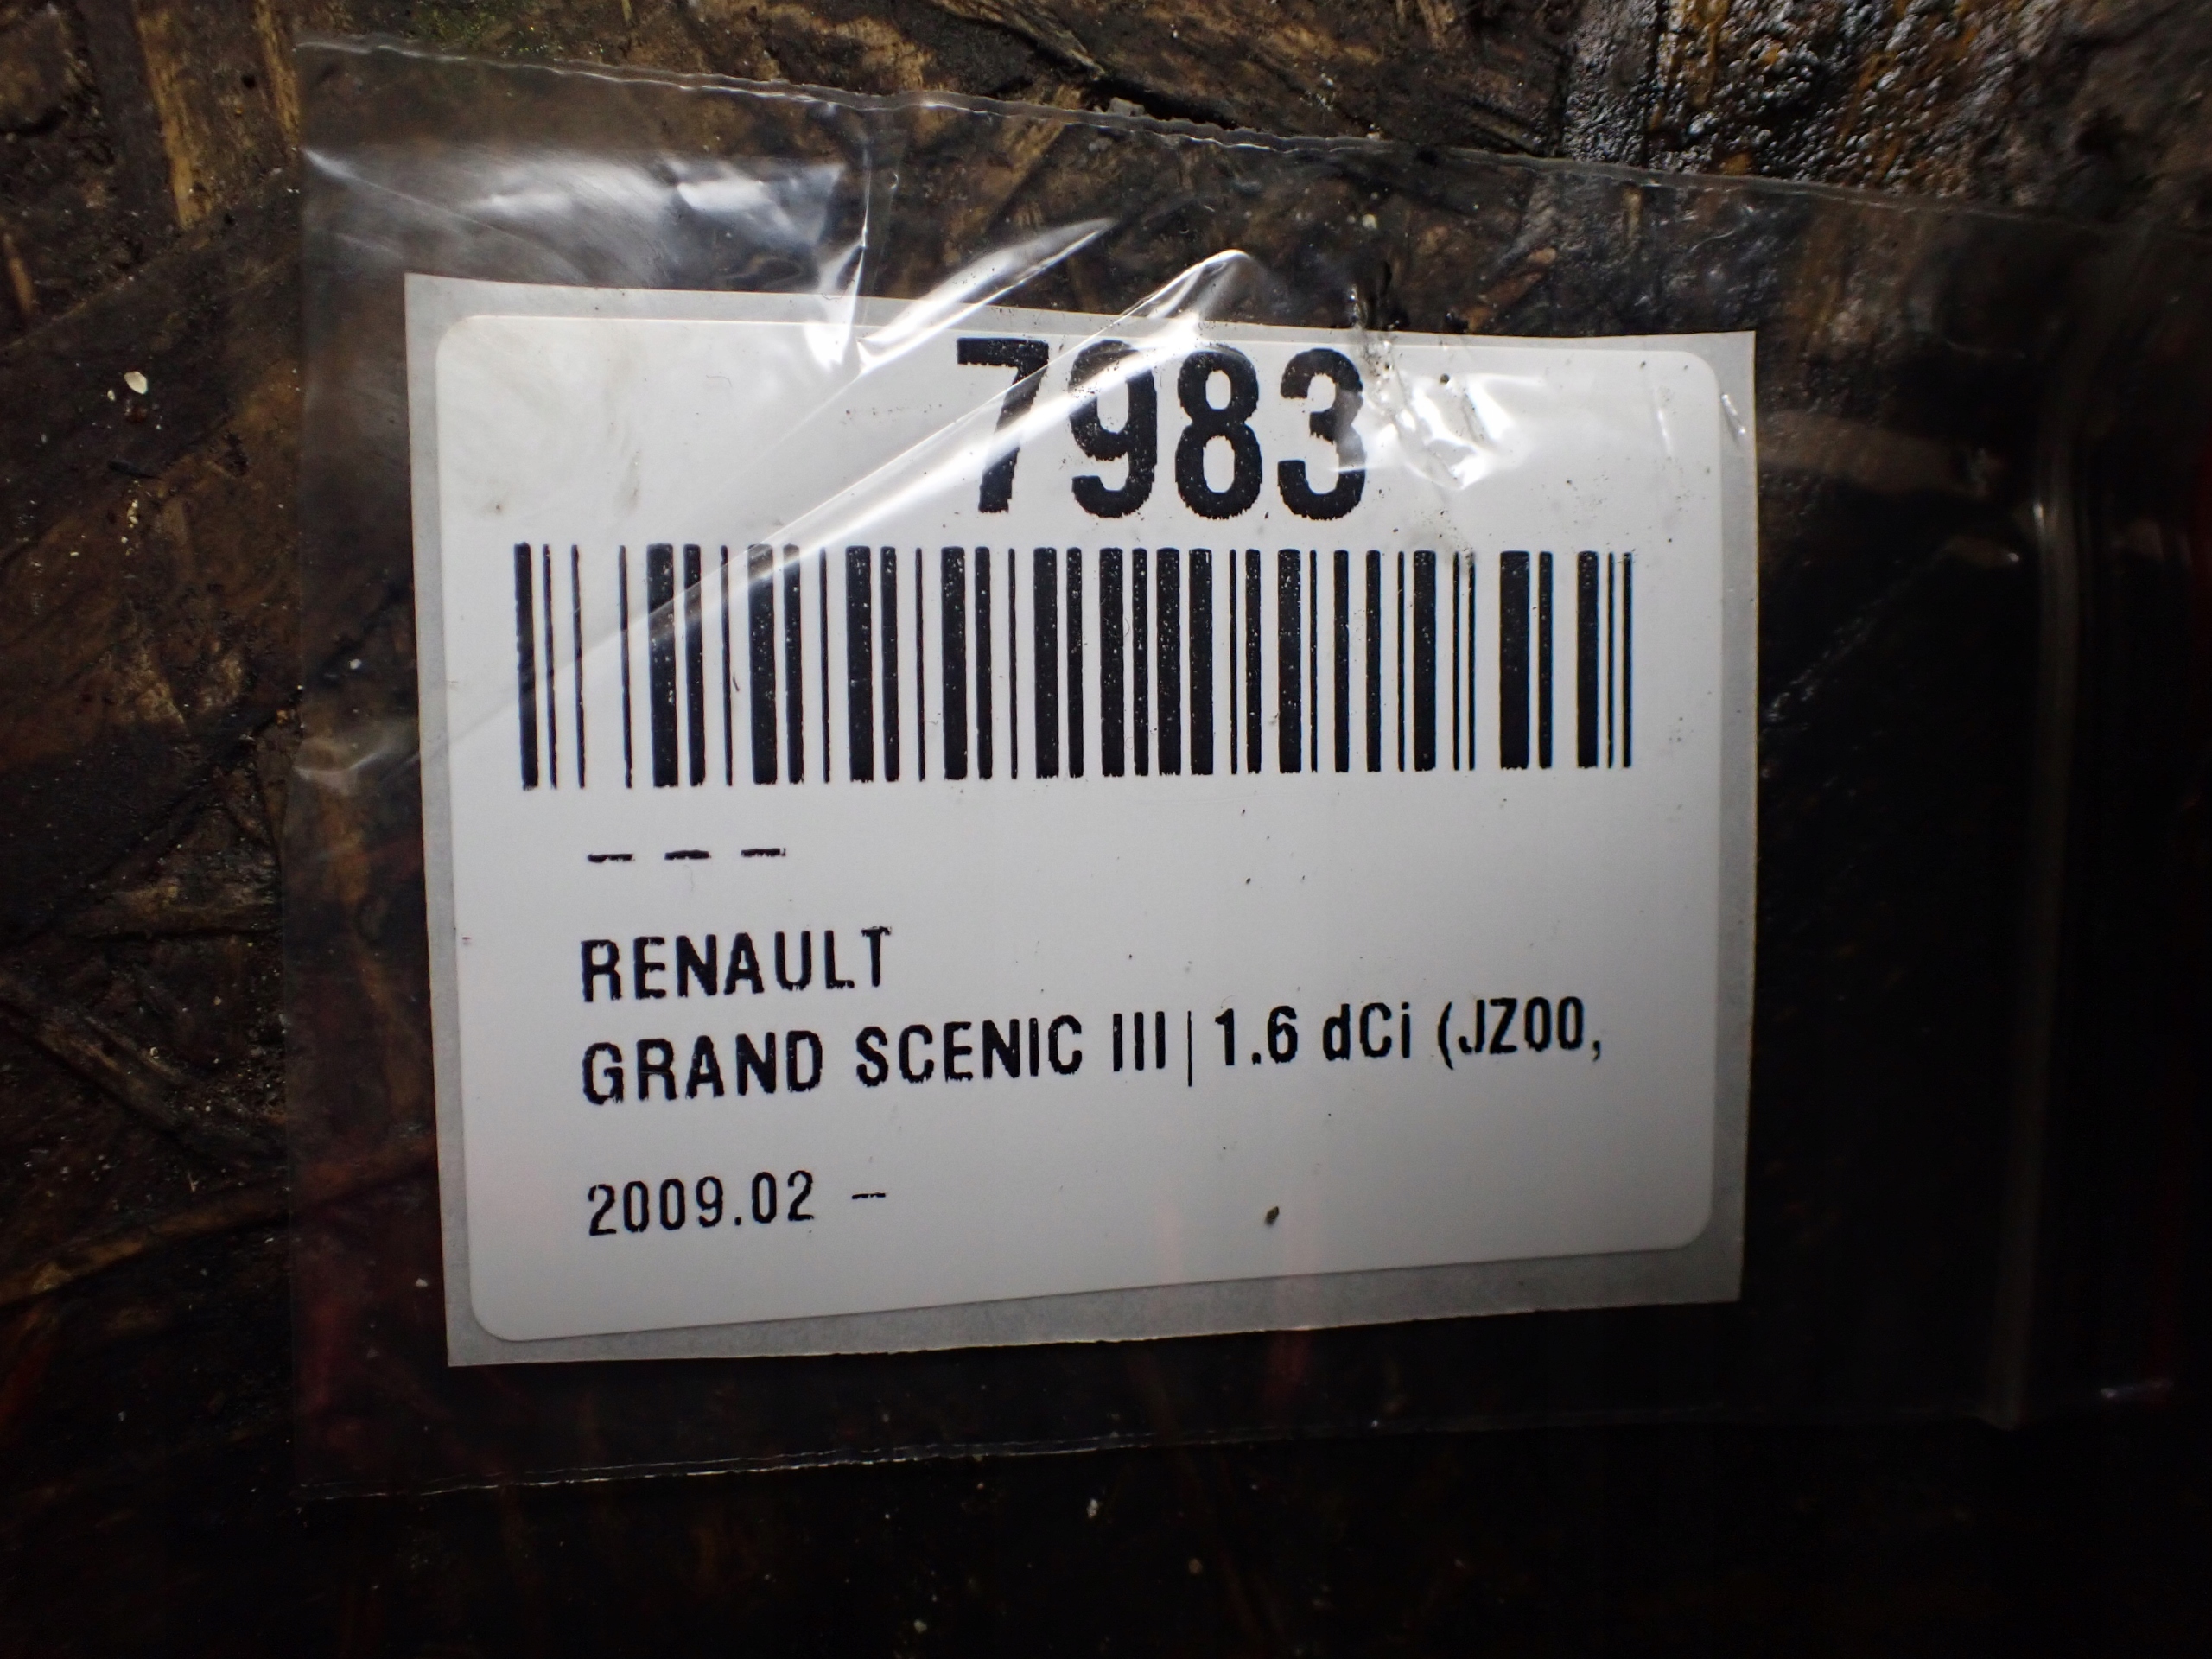 7983
– – –
RENAULT
GRAND SCENIC III | 1.6 dCi (JZ00,
2009.02 –